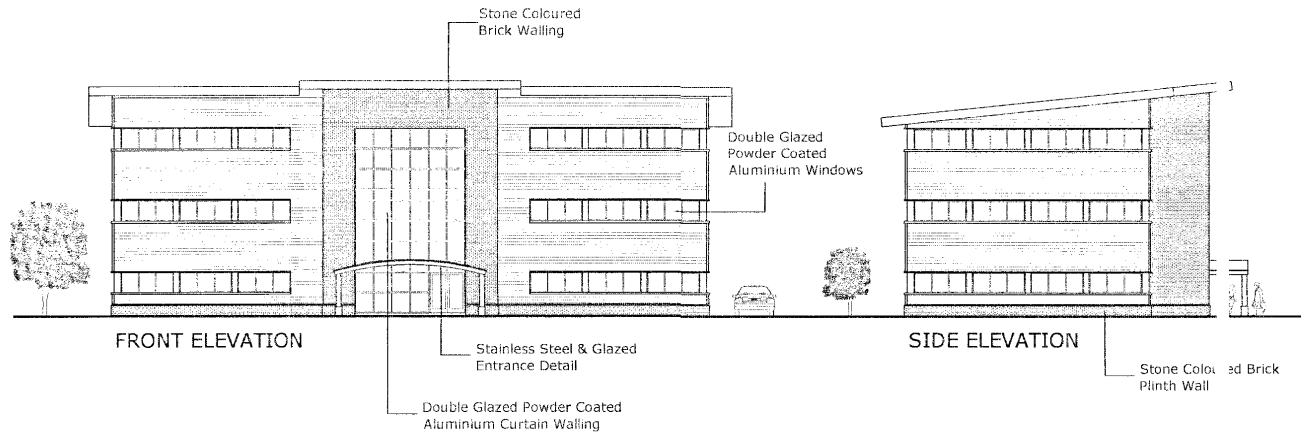 Stone Coloured
Brick Walling
Double Glazed
Powder Coated
Aluminium Windows
FRONT ELEVATION
SIDE ELEVATION
Stainless Steel & Glazed
Entrance Detail
Stone Coloured Brick
Plinth Wall
Double Glazed Powder Coated
Aluminium Curtain Walling